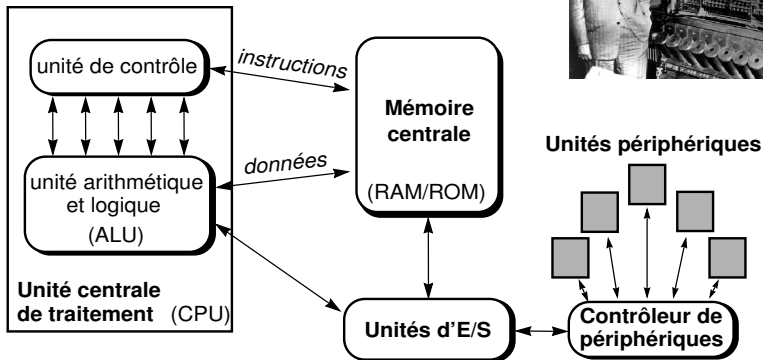 unité de contrôle
instructions
Mémoire
centrale
(RAM/ROM)
données
unité arithmétique
et logique
(ALU)
Unité centrale
de traitement (CPU)
Unités d'E/S
Unités périphériques
Contrôleur de
périphériques